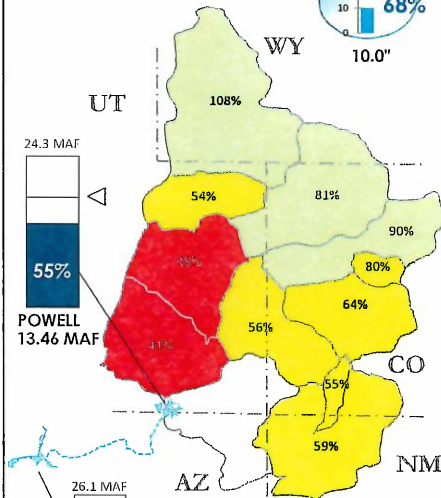 10
68%
0
10.0"
WY
UT
108%
24.3 MAF
54%
81%
90%
80%
55%
64%
56%
POWELL
13.46 MAF
CO
55%
59%
NM
AZ
26.1 MAF